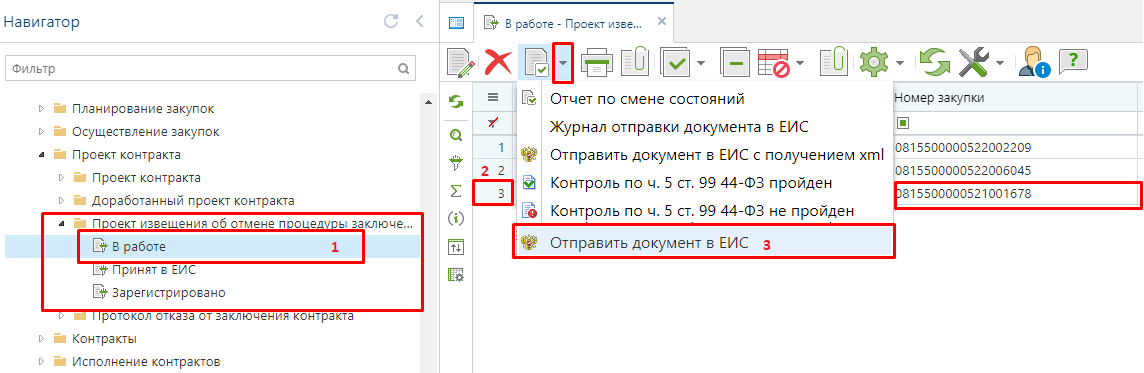 Навигатор
Фильтр
Планирование закупок
Осуществление закупок
Проект контракта
Проект контракта
Доработанный проект контракта
Проект извещения об отмене процедуры заключе...
В работе 1
Принят в ЕИС
Зарегистрировано
Протокол отказа от заключения контракта
Контракты
Исполнение контрактов
В работе - Проект изве...
Номер закупки
1 0815500000522002209
2 2 0815500000522006045
3 0815500000521001678
Отчет по смене состояний
Журнал отправки документа в ЕИС
Отправить документ в ЕИС с получением xml
Контроль по ч. 5 ст. 99 44-ФЗ пройден
Контроль по ч. 5 ст. 99 44-ФЗ не пройден
Отправить документ в ЕИС 3